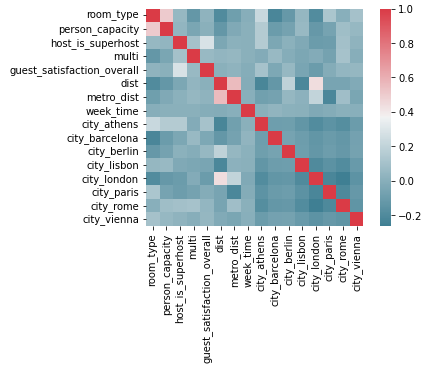 room_type
person_capacity
host_is_superhost
multi
guest_satisfaction_overall
dist
metro_dist
week_time
city_athens
city_barcelona
city_berlin
city_lisbon
city_london
city_paris
city_rome
city_vienna
room_type
person_capacity
host_is_superhost
multi
guest_satisfaction_overall
dist
metro_dist
week_time
city_athens
city_barcelona
city_berlin
city_lisbon
city_london
city_paris
city_rome
city_vienna
1.0
0.8
0.6
0.4
0.2
0.0
−0.2